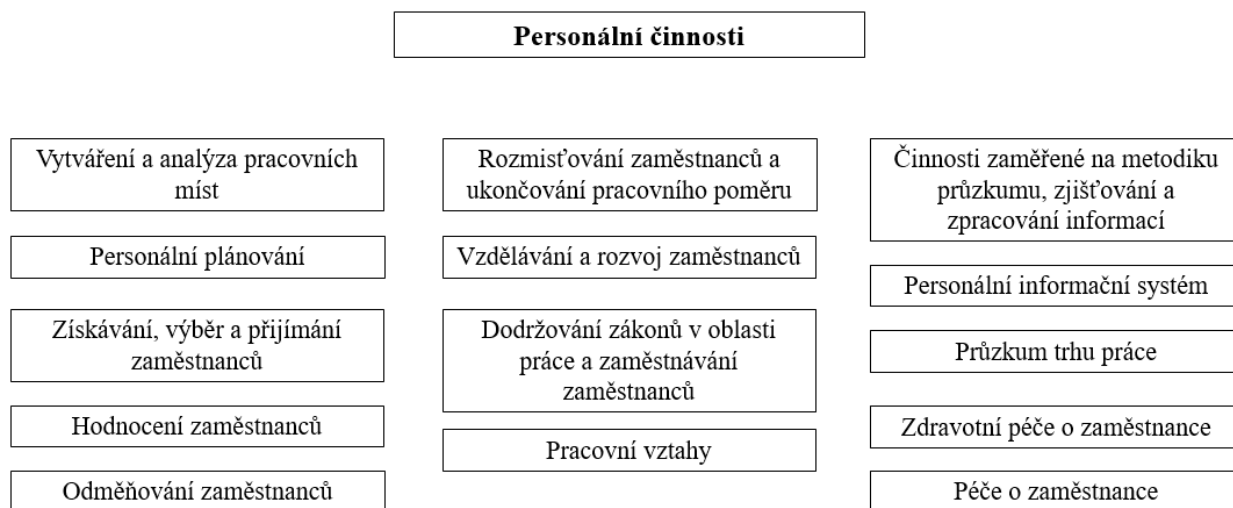 Personální činnosti
Vytváření a analýza pracovních
míst
Personální plánování
Získávání, výběr a přijímání
zaměstnanců
Hodnocení zaměstnanců
Odměňování zaměstnanců
Rozmisťování zaměstnanců a
ukončování pracovního poměru
Vzdělávání a rozvoj zaměstnanců
Dodržování zákonů v oblasti
práce a zaměstnávání
zaměstnanců
Pracovní vztahy
Činnosti zaměřené na metodiku
průzkumu, zjišťování a
zpracování informací
Personální informační systém
Průzkum trhu práce
Zdravotní péče o zaměstnance
Péče o zaměstnance